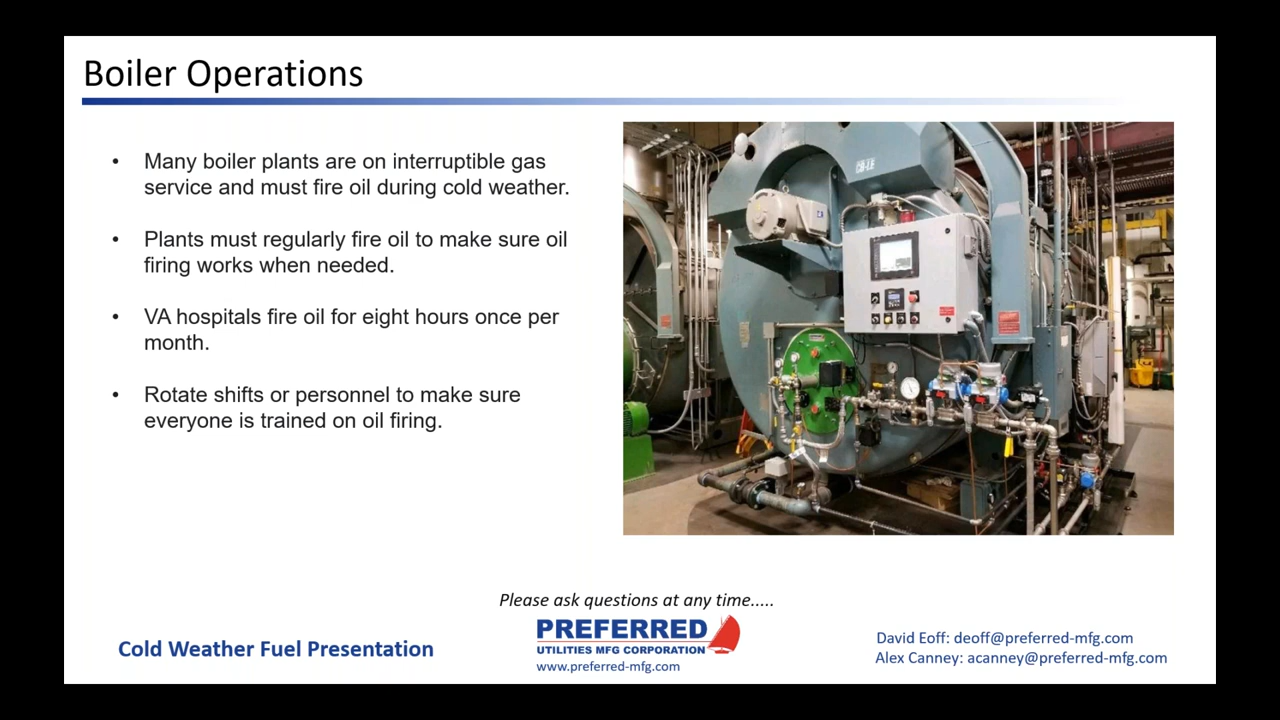 Boiler Operations
• Many boiler plants are on interruptible gas
service and must fire oil during cold weather.
• Plants must regularly fire oil to make sure oil
firing works when needed.
• VA hospitals fire oil for eight hours once per
month.
• Rotate shifts or personnel to make sure
everyone is trained on oil firing.
Please ask questions at any time.....
Cold Weather Fuel Presentation
PREFERRED
UTILITIES MFG CORPORATION
www.preferred-mfg.com
David Eoff: deoff@preferred-mfg.com
Alex Canney: acanney@preferred-mfg.com